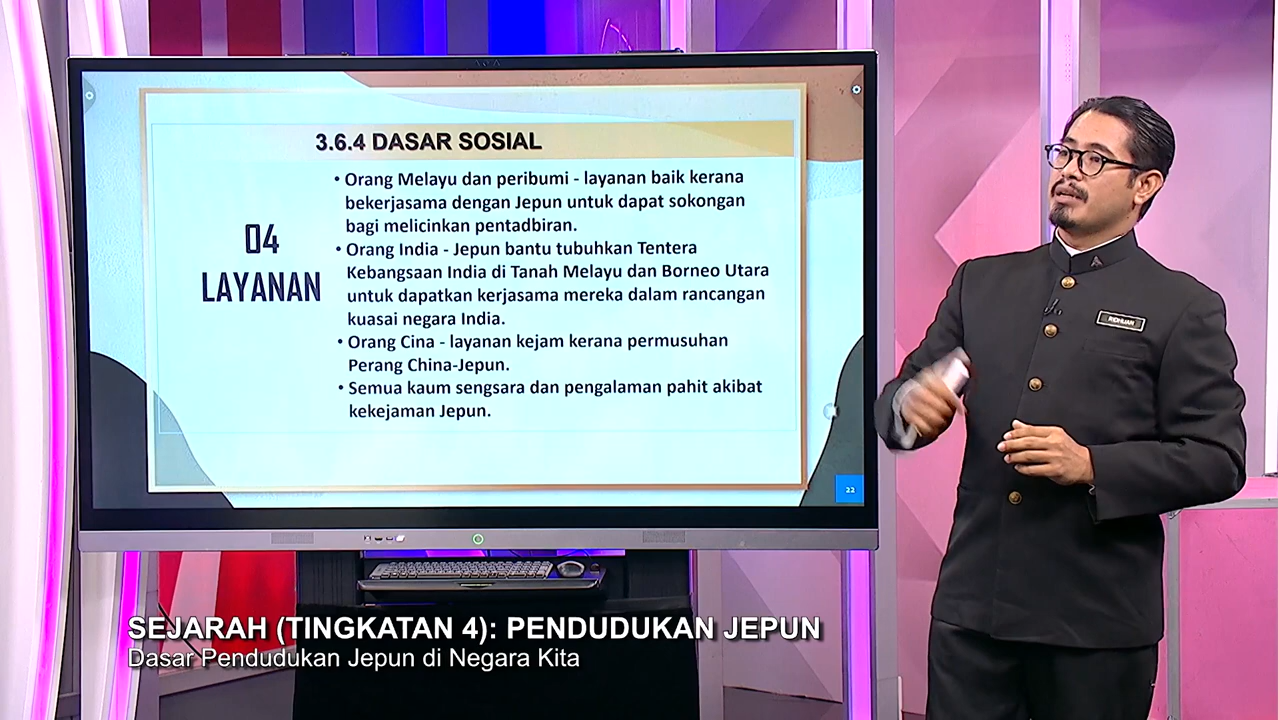 3.6.4 DASAR SOSIAL
04
LAYANAN
• Orang Melayu dan peribumi - layanan baik kerana
bekerjasama dengan Jepun untuk dapat sokongan
bagi melicinkan pentadbiran.
• Orang India - Jepun bantu tubuhkan Tentera
Kebangsaan India di Tanah Melayu dan Borneo Utara
untuk dapatkan kerjasama mereka dalam rancangan
kuasai negara India.
• Orang Cina - layanan kejam kerana permusuhan
Perang China-Jepun.
• Semua kaum sengsara dan pengalaman pahit akibat
kekejaman Jepun.
22
RIDHUAN
SEJARAH (TINGKATAN 4): PENDUDUKAN JEPUN
Dasar Pendudukan Jepun di Negara Kita